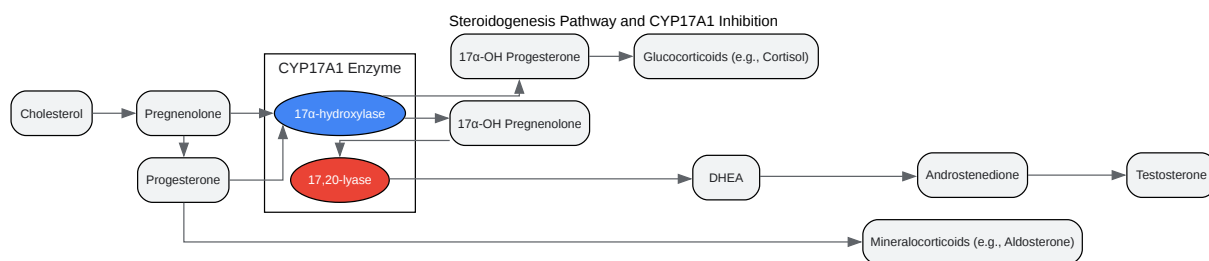 Steroidogenesis Pathway and CYP17A1 Inhibition
CYP17A1 Enzyme
17α-OH Progesterone
Glucocorticoids (e.g., Cortisol)
Cholesterol
Pregnenolone
17α-hydroxylase
17α-OH Pregnenolone
Progesterone
17,20-lyase
DHEA
Androstenedione
Testosterone
Mineralocorticoids (e.g., Aldosterone)